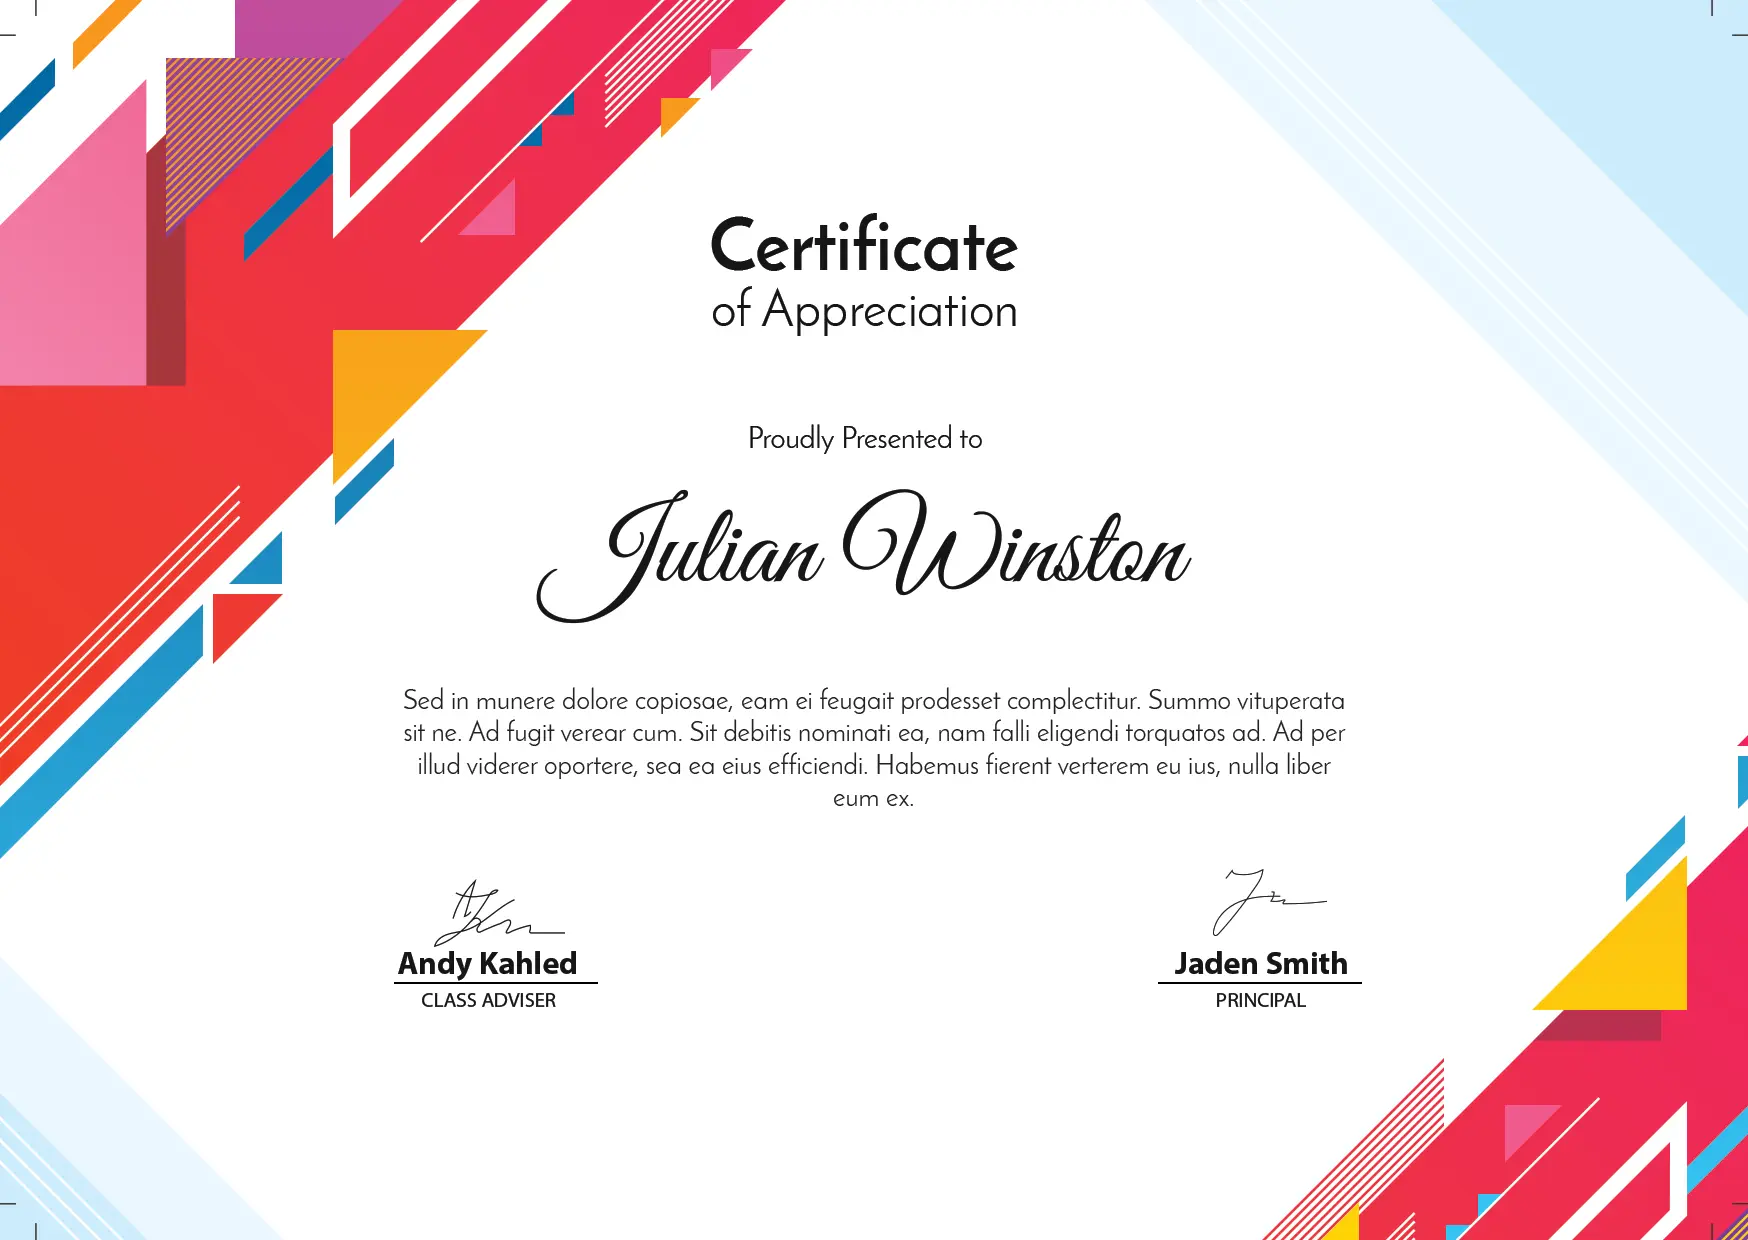 Certificate
of Appreciation
Proudly Presented to
Julian Winston
Sed in munere dolore copiosae, eam ei feugait prodesset complectitur. Summo vituperata
sit ne. Ad fugit verear cum. Sit debitis nominati ea, nam falli eligendi torquatos ad. Ad per
illud viderer oportere, sea ea eius efficiendi. Habemus fierent verterem eu ius, nulla liber
eum ex.
Andy Kahled
CLASS ADVISER
Jaden Smith
PRINCIPAL